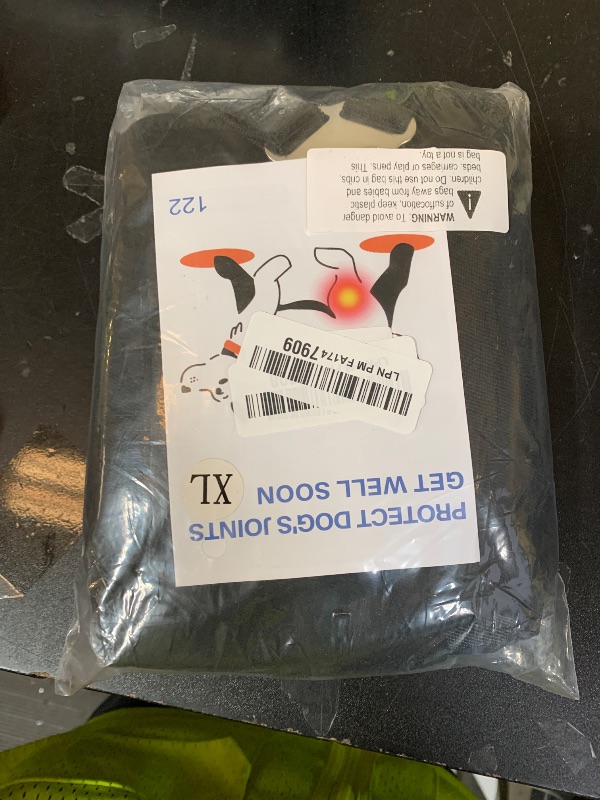 PROTECT DOG'S JOINTS
GET WELL SOON
XL
LPN PM FA1747909
122
WARNING: To avoid danger
of suffocation, keep plastic
bags away from babies and
children. Do not use this bag in cribs,
beds, carriages or play pens. This
bag is not a toy.